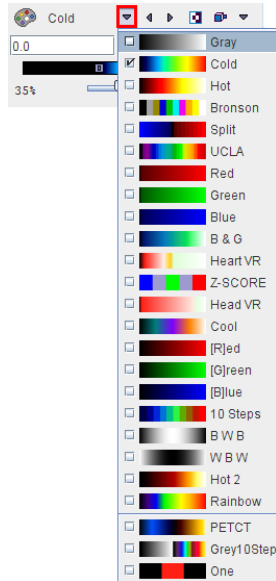 Cold
0.0
35%
Gray
Cold
Hot
Bronson
Split
UCLA
Red
Green
Blue
B & G
Heart VR
Z-SCORE
Head VR
Cool
[R]ed
[G]reen
[B]lue
10 Steps
B W B
W B W
Hot 2
Rainbow
PETCT
Grey10Step
One